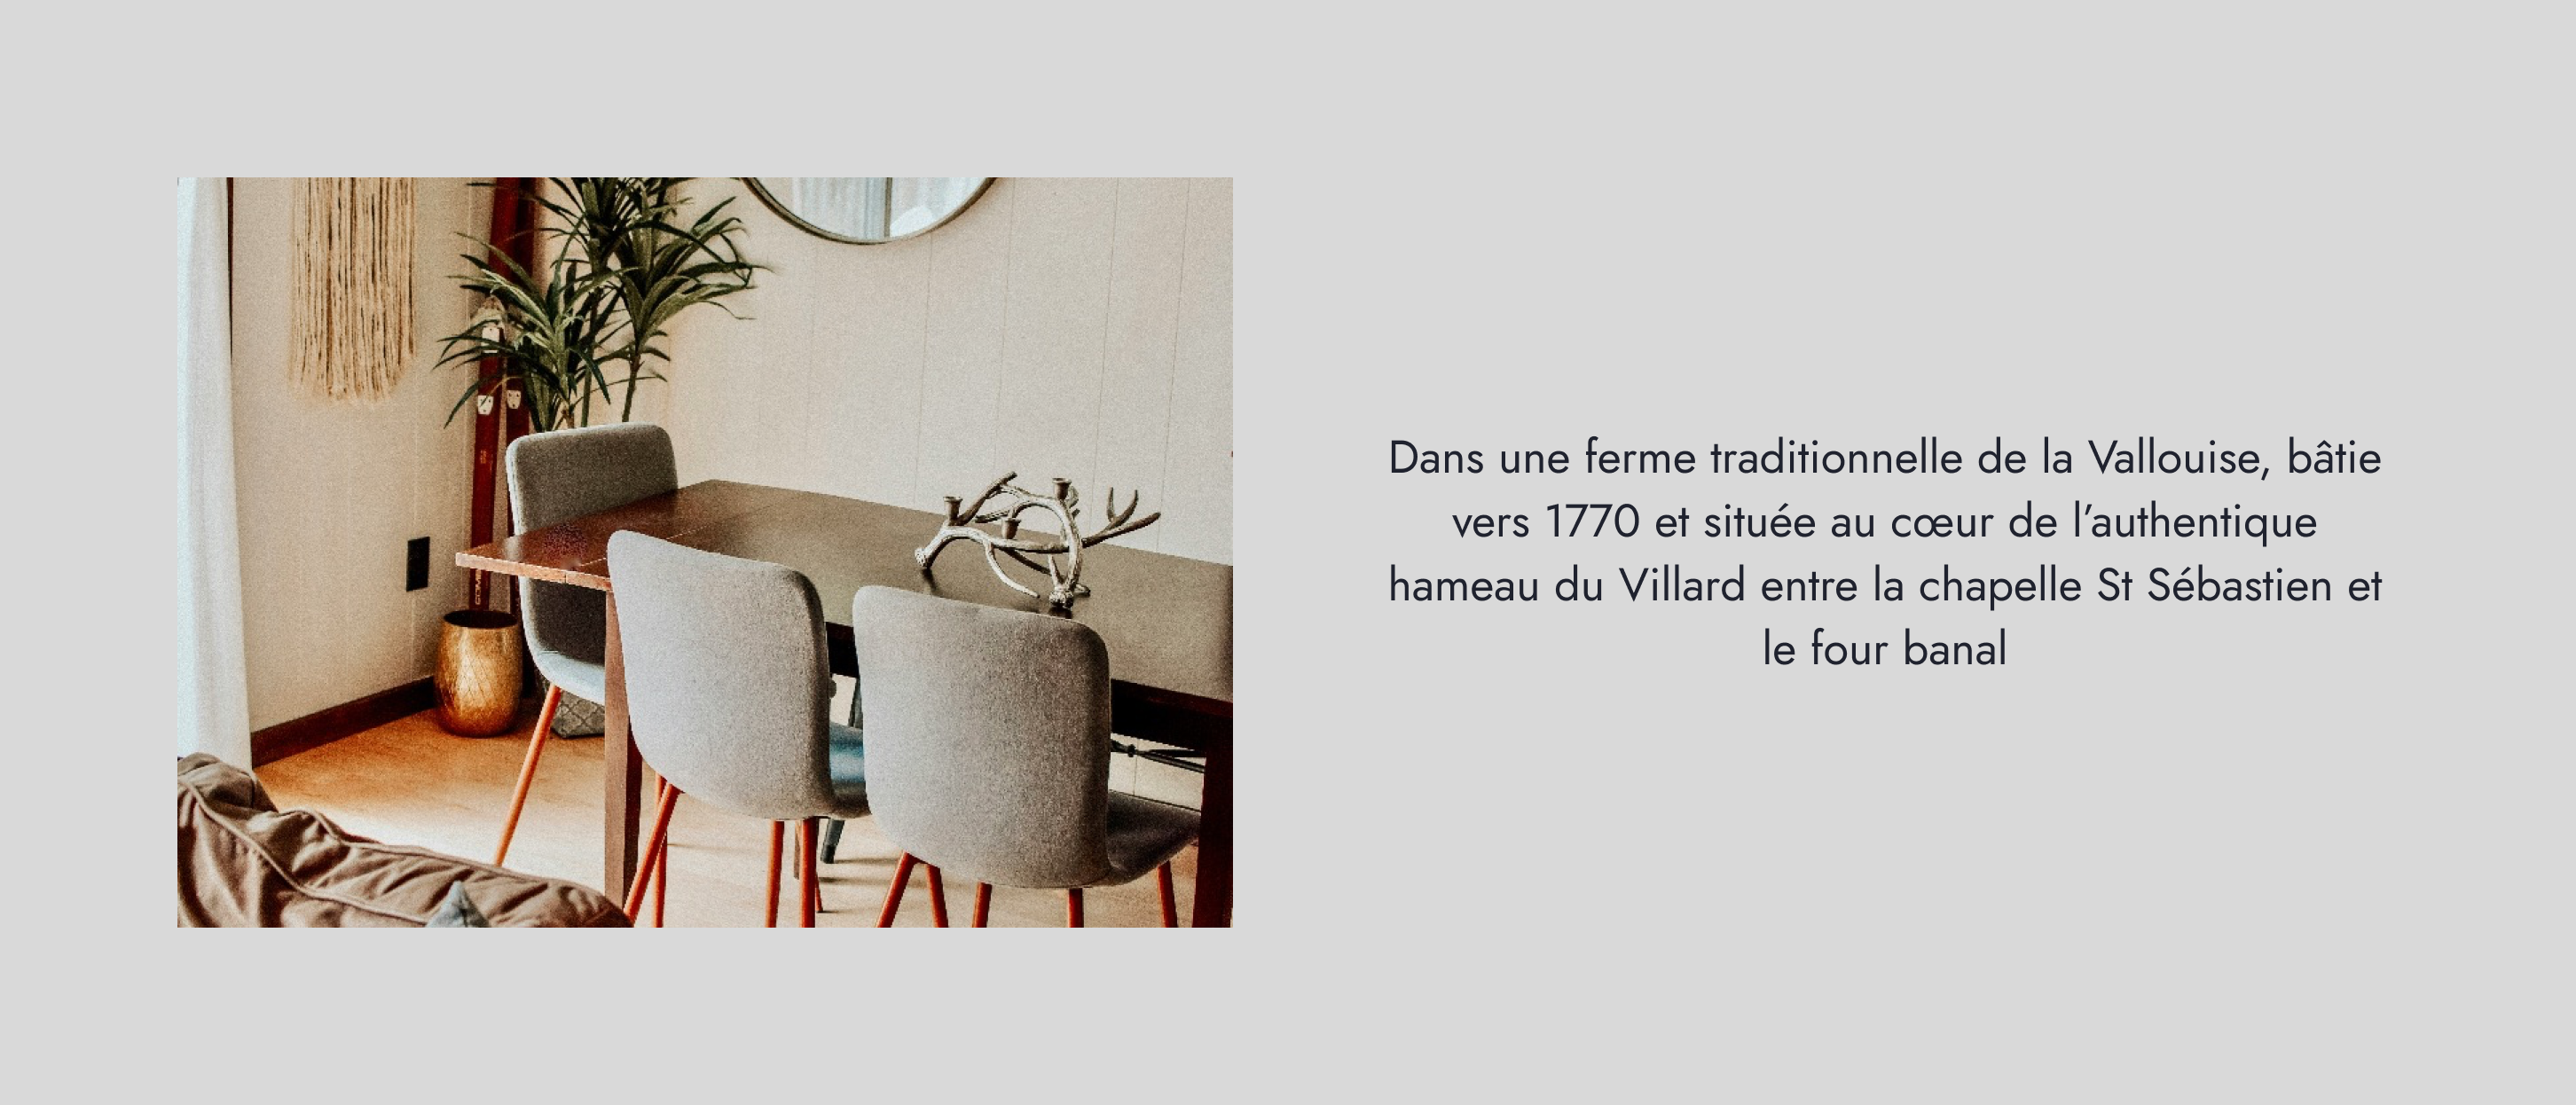 Dans une ferme traditionnelle de la Vallouise, bâtie
vers 1770 et située au cœur de l’authentique
hameau du Villard entre la chapelle St Sébastien et
le four banal